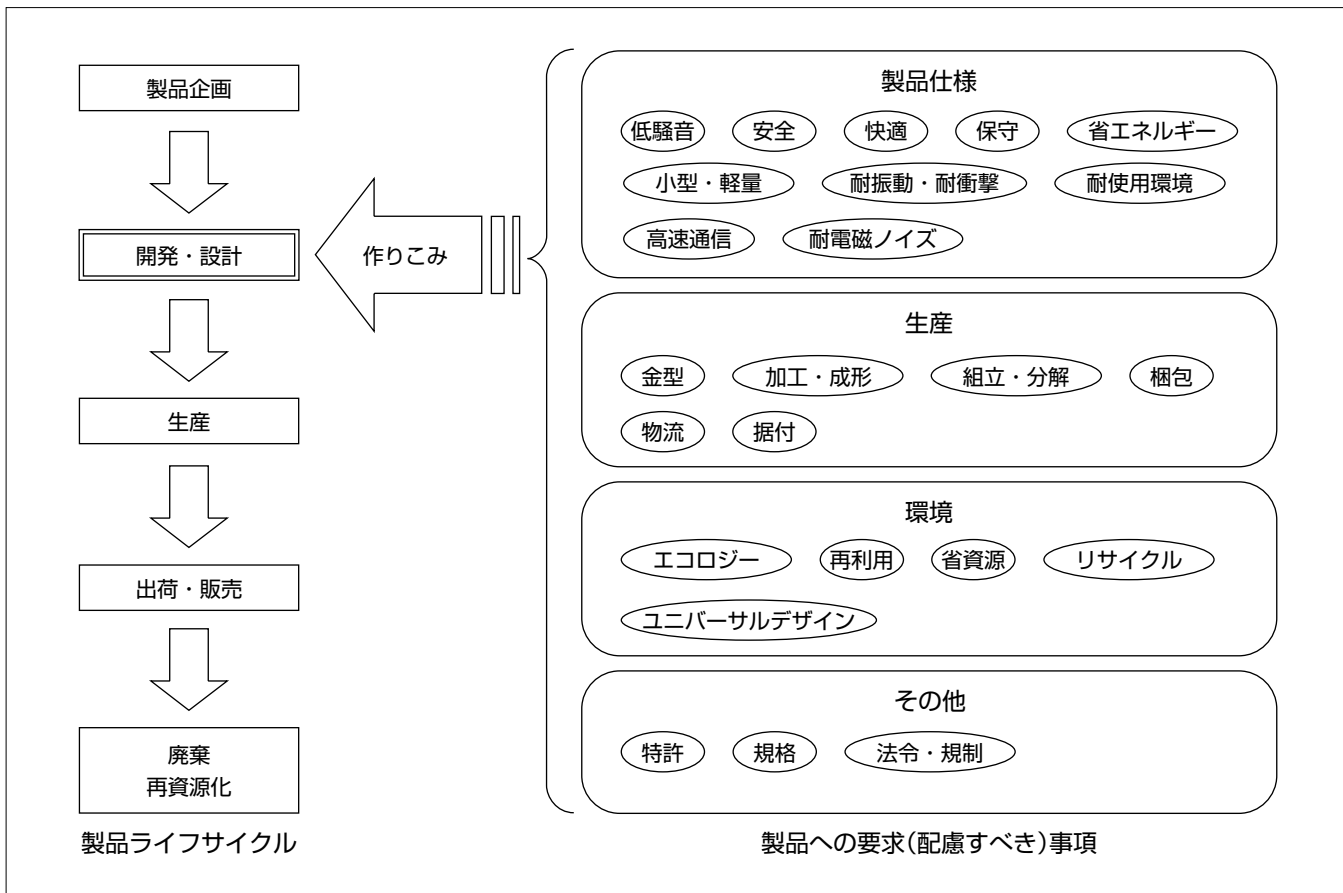 製品企画
開発・設計
生産
出荷・販売
廃棄
再資源化
製品ライフサイクル
作りこみ
製品仕様
低騒音 安全 快適 保守 省エネルギー
小型・軽量 耐振動・耐衝撃 耐使用環境
高速通信 耐電磁ノイズ
生産
金型 加工・成形 組立・分解 梱包
物流 据付
環境
エコロジー 再利用 省資源 リサイクル
ユニバーサルデザイン
その他
特許 規格 法令・規制
製品への要求(配慮すべき)事項